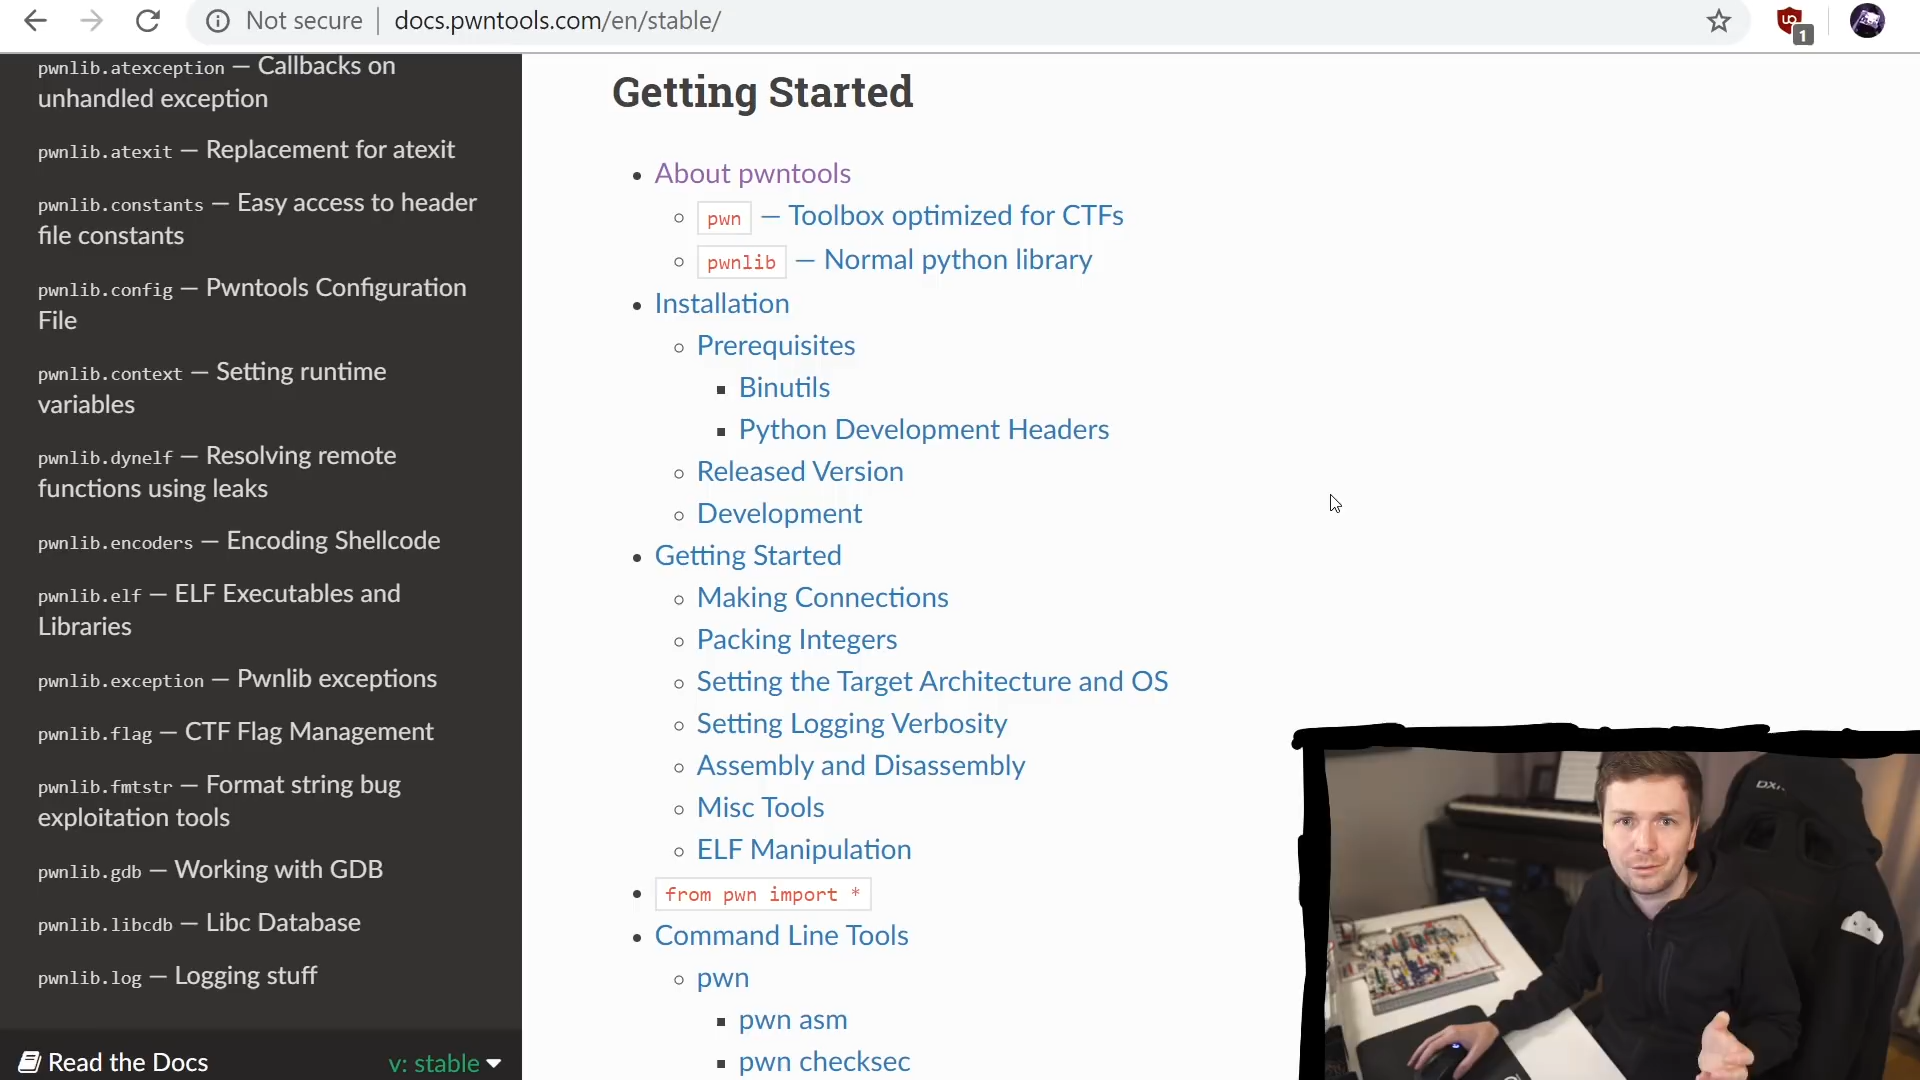 Not secure
docs.pwntools.com/en/stable/
1
pwnlib.atexception — Callbacks on
unhandled exception
pwnlib.atexit — Replacement for atexit
pwnlib.constants — Easy access to header
file constants
pwnlib.config — Pwntools Configuration
File
pwnlib.context — Setting runtime
variables
pwnlib.dynelf — Resolving remote
functions using leaks
pwnlib.encoders — Encoding Shellcode
pwnlib.elf — ELF Executables and
Libraries
pwnlib.exception — Pwnlib exceptions
pwnlib.flag — CTF Flag Management
pwnlib.fmtstr — Format string bug
exploitation tools
pwnlib.gdb — Working with GDB
pwnlib.libcdb — Libc Database
pwnlib.log — Logging stuff
Read the Docs
v: stable
Getting Started
About pwntools
pwn — Toolbox optimized for CTFs
pwnlib — Normal python library
Installation
Prerequisites
Binutils
Python Development Headers
Released Version
Development
Getting Started
Making Connections
Packing Integers
Setting the Target Architecture and OS
Setting Logging Verbosity
Assembly and Disassembly
Misc Tools
ELF Manipulation
from pwn import *
Command Line Tools
pwn
pwn asm
pwn checksec